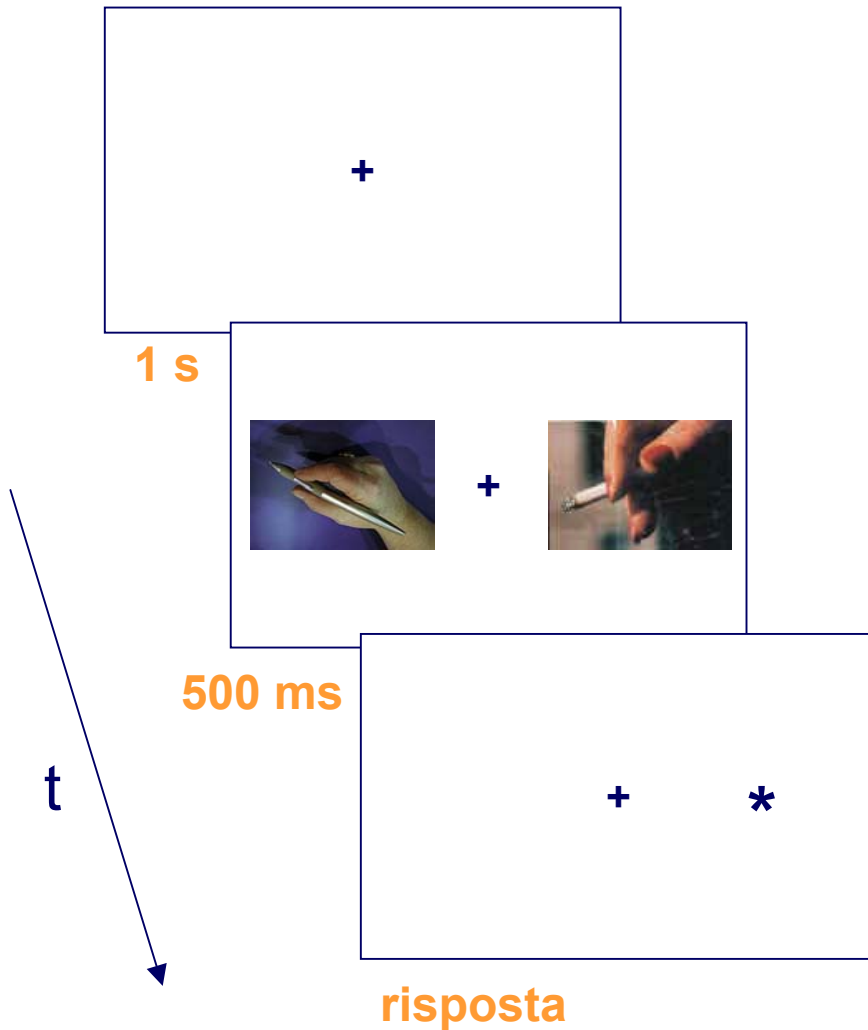 +
1 s
+
500 ms
t
+ *
risposta